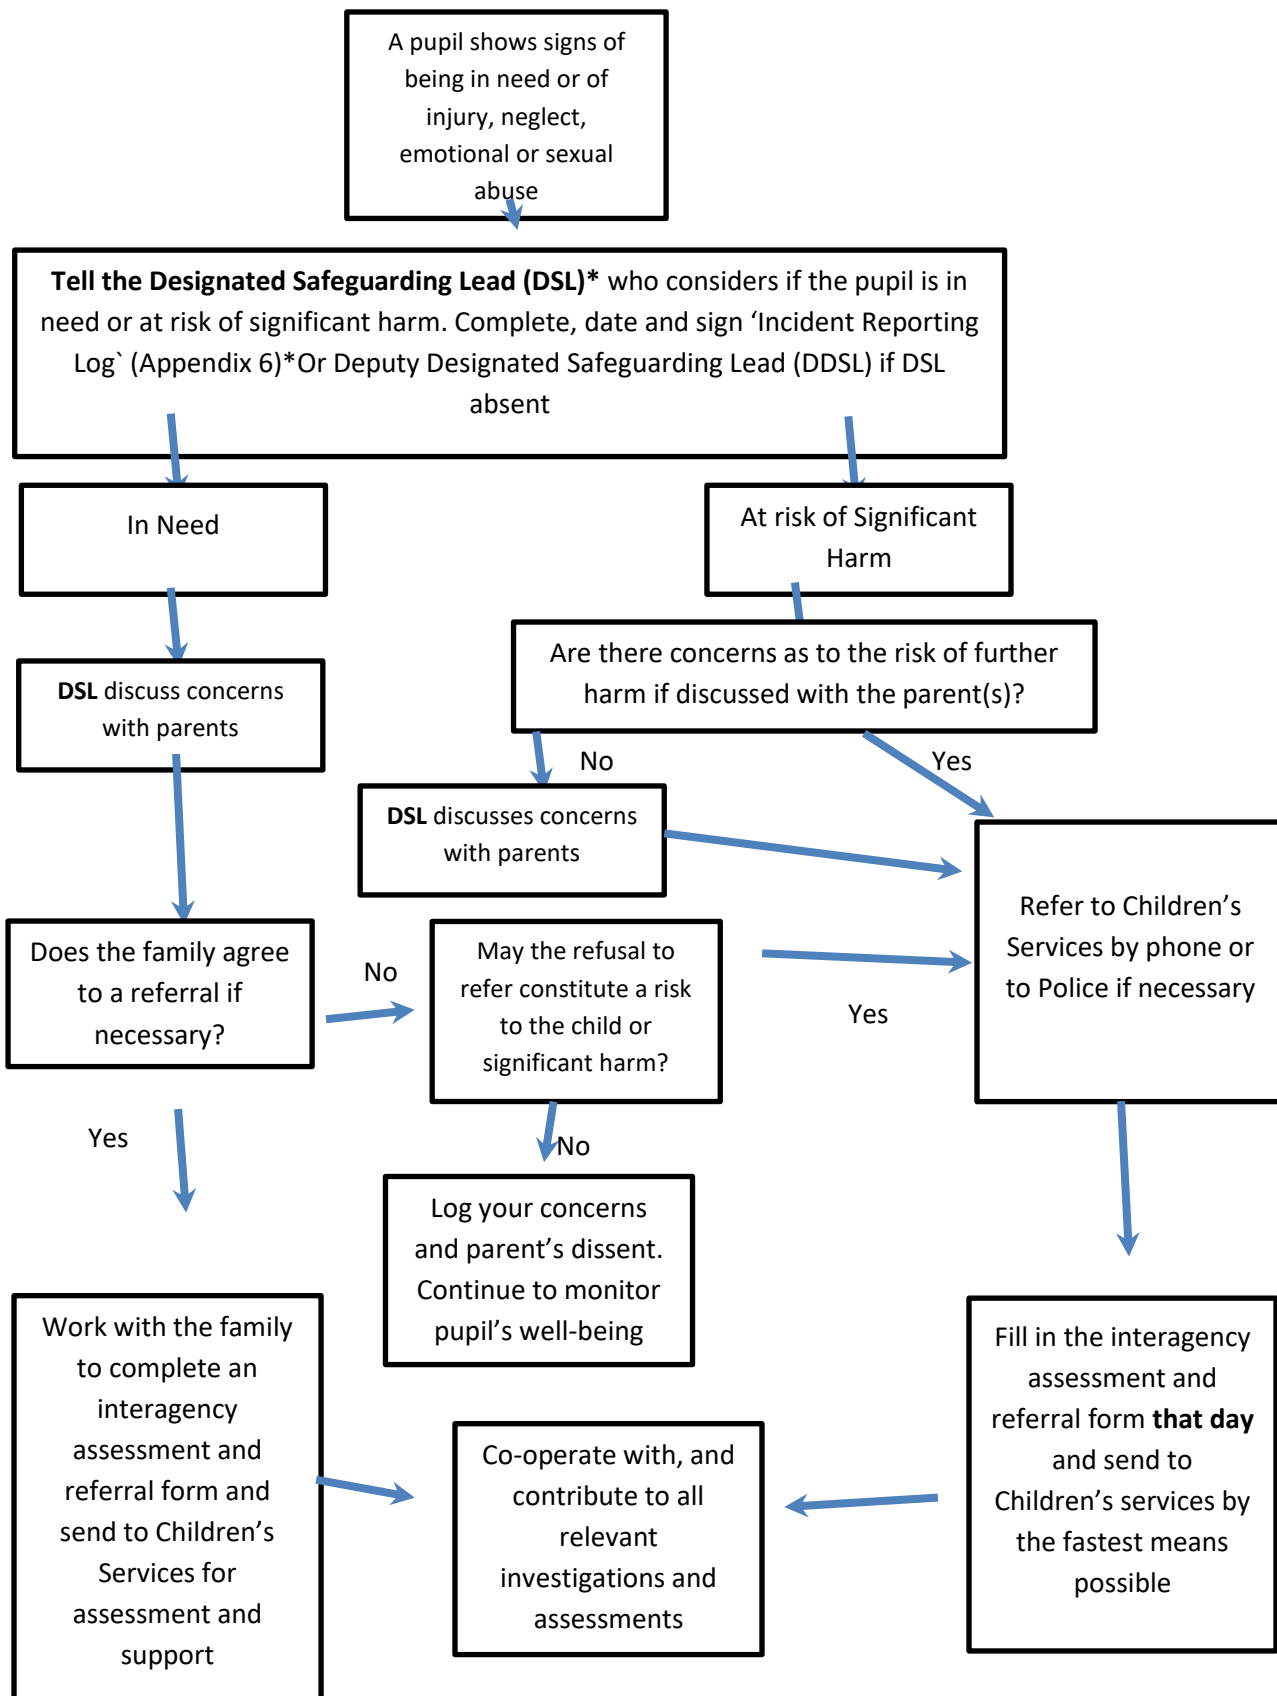 A pupil shows signs of
being in need or of
injury, neglect,
emotional or sexual
abuse
Tell the Designated Safeguarding Lead (DSL)* who considers if the pupil is in
need or at risk of significant harm. Complete, date and sign ‘Incident Reporting
Log` (Appendix 6)*Or Deputy Designated Safeguarding Lead (DDSL) if DSL
absent
In Need
At risk of Significant
Harm
Are there concerns as to the risk of further
harm if discussed with the parent(s)?
DSL discuss concerns
with parents
No
Yes
DSL discusses concerns
with parents
Refer to Children’s
Services by phone or
to Police if necessary
Does the family agree
to a referral if
necessary?
No
May the refusal to
refer constitute a risk
to the child or
significant harm?
Yes
Yes
No
Log your concerns
and parent’s dissent.
Continue to monitor
pupil’s well-being
Work with the family
to complete an
interagency
assessment and
referral form and
send to Children’s
Services for
assessment and
support
Co-operate with, and
contribute to all
relevant
investigations and
assessments
Fill in the interagency
assessment and
referral form that day
and send to
Children’s services by
the fastest means
possible